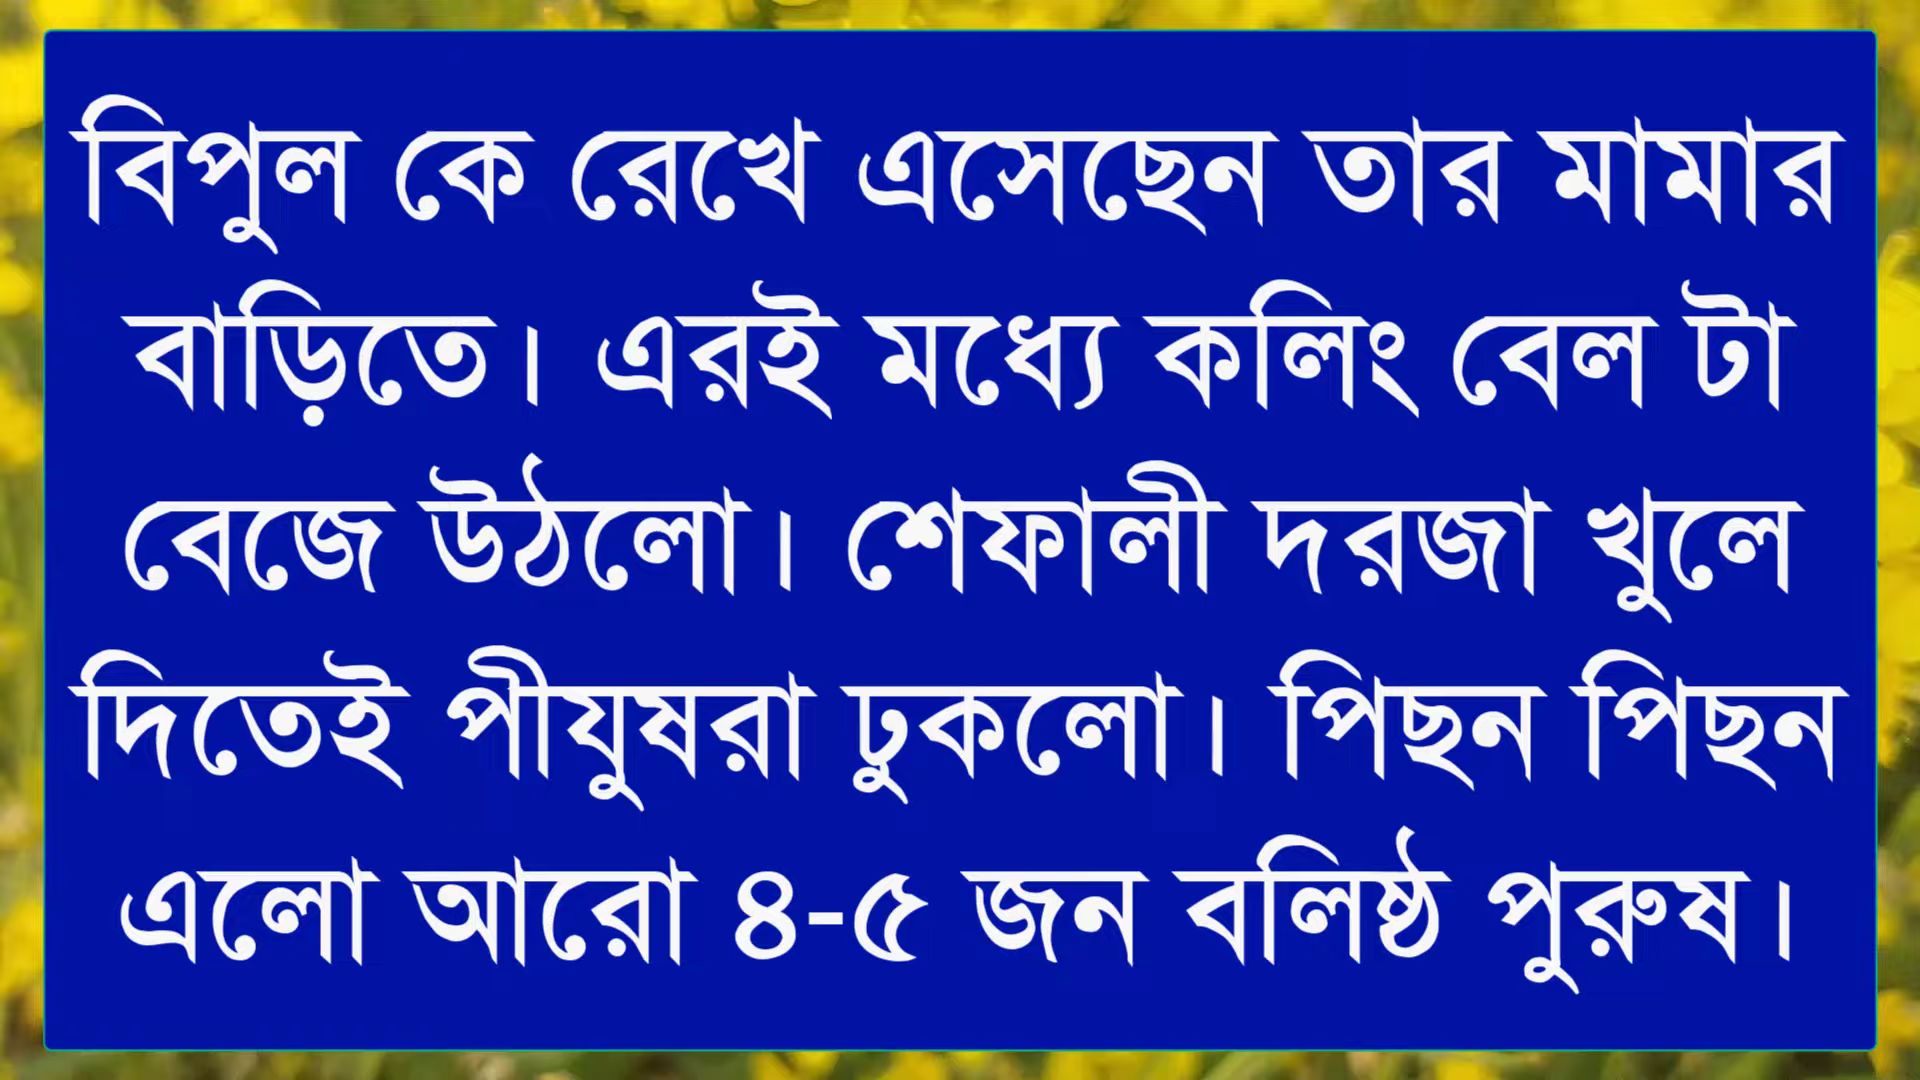 বিপুল কে রেখে এসেছেন তার মামার
বাড়িতে। এরই মধ্যে কলিং বেল টা
বেজে উঠলো। শেফালী দরজা খুলে
দিতেই পীযুষরা ঢুকলো। পিছন পিছন
এলো আরো ৪-৫ জন বলিষ্ঠ পুরুষ।